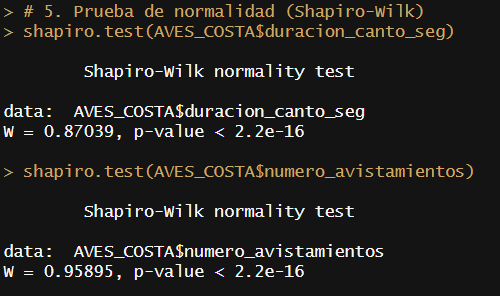 > # 5. Prueba de normalidad (Shapiro-Wilk)
> shapiro.test(AVES_COSTA$duracion_canto_seg)
Shapiro-Wilk normality test
data:  AVES_COSTA$duracion_canto_seg
W = 0.87039, p-value < 2.2e-16
> shapiro.test(AVES_COSTA$numero_avistamientos)
Shapiro-Wilk normality test
data:  AVES_COSTA$numero_avistamientos
W = 0.95895, p-value < 2.2e-16